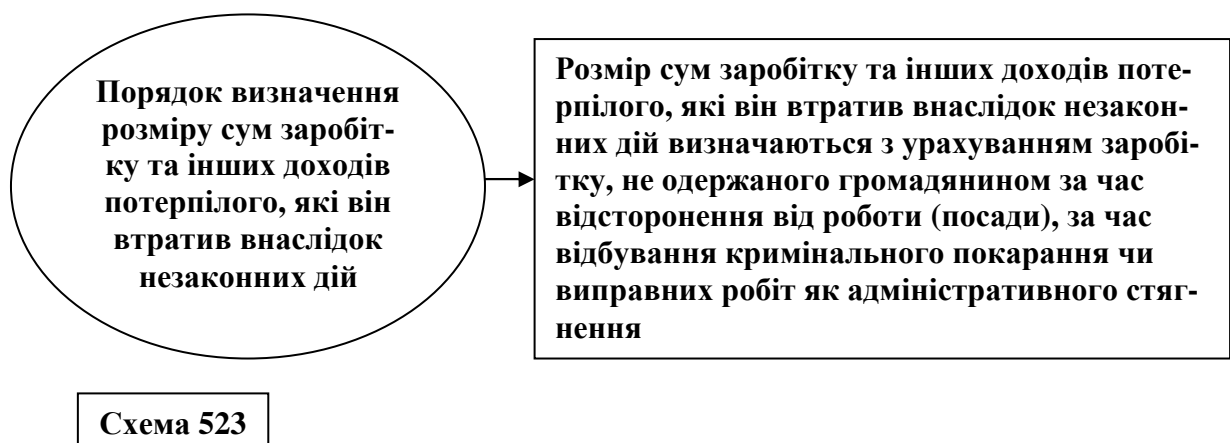 Порядок визначення
розміру сум заробіт-
ку та інших доходів
потерпілого, які він
втратив внаслідок
незаконних дій
Розмір сум заробітку та інших доходів поте-
рпілого, які він втратив внаслідок незакон-
них дій визначаються з урахуванням заробі-
тку, не одержаного громадянином за час
відсторонення від роботи (посади), за час
відбування кримінального покарання чи
виправних робіт як адміністративного стяг-
нення
Схема 523